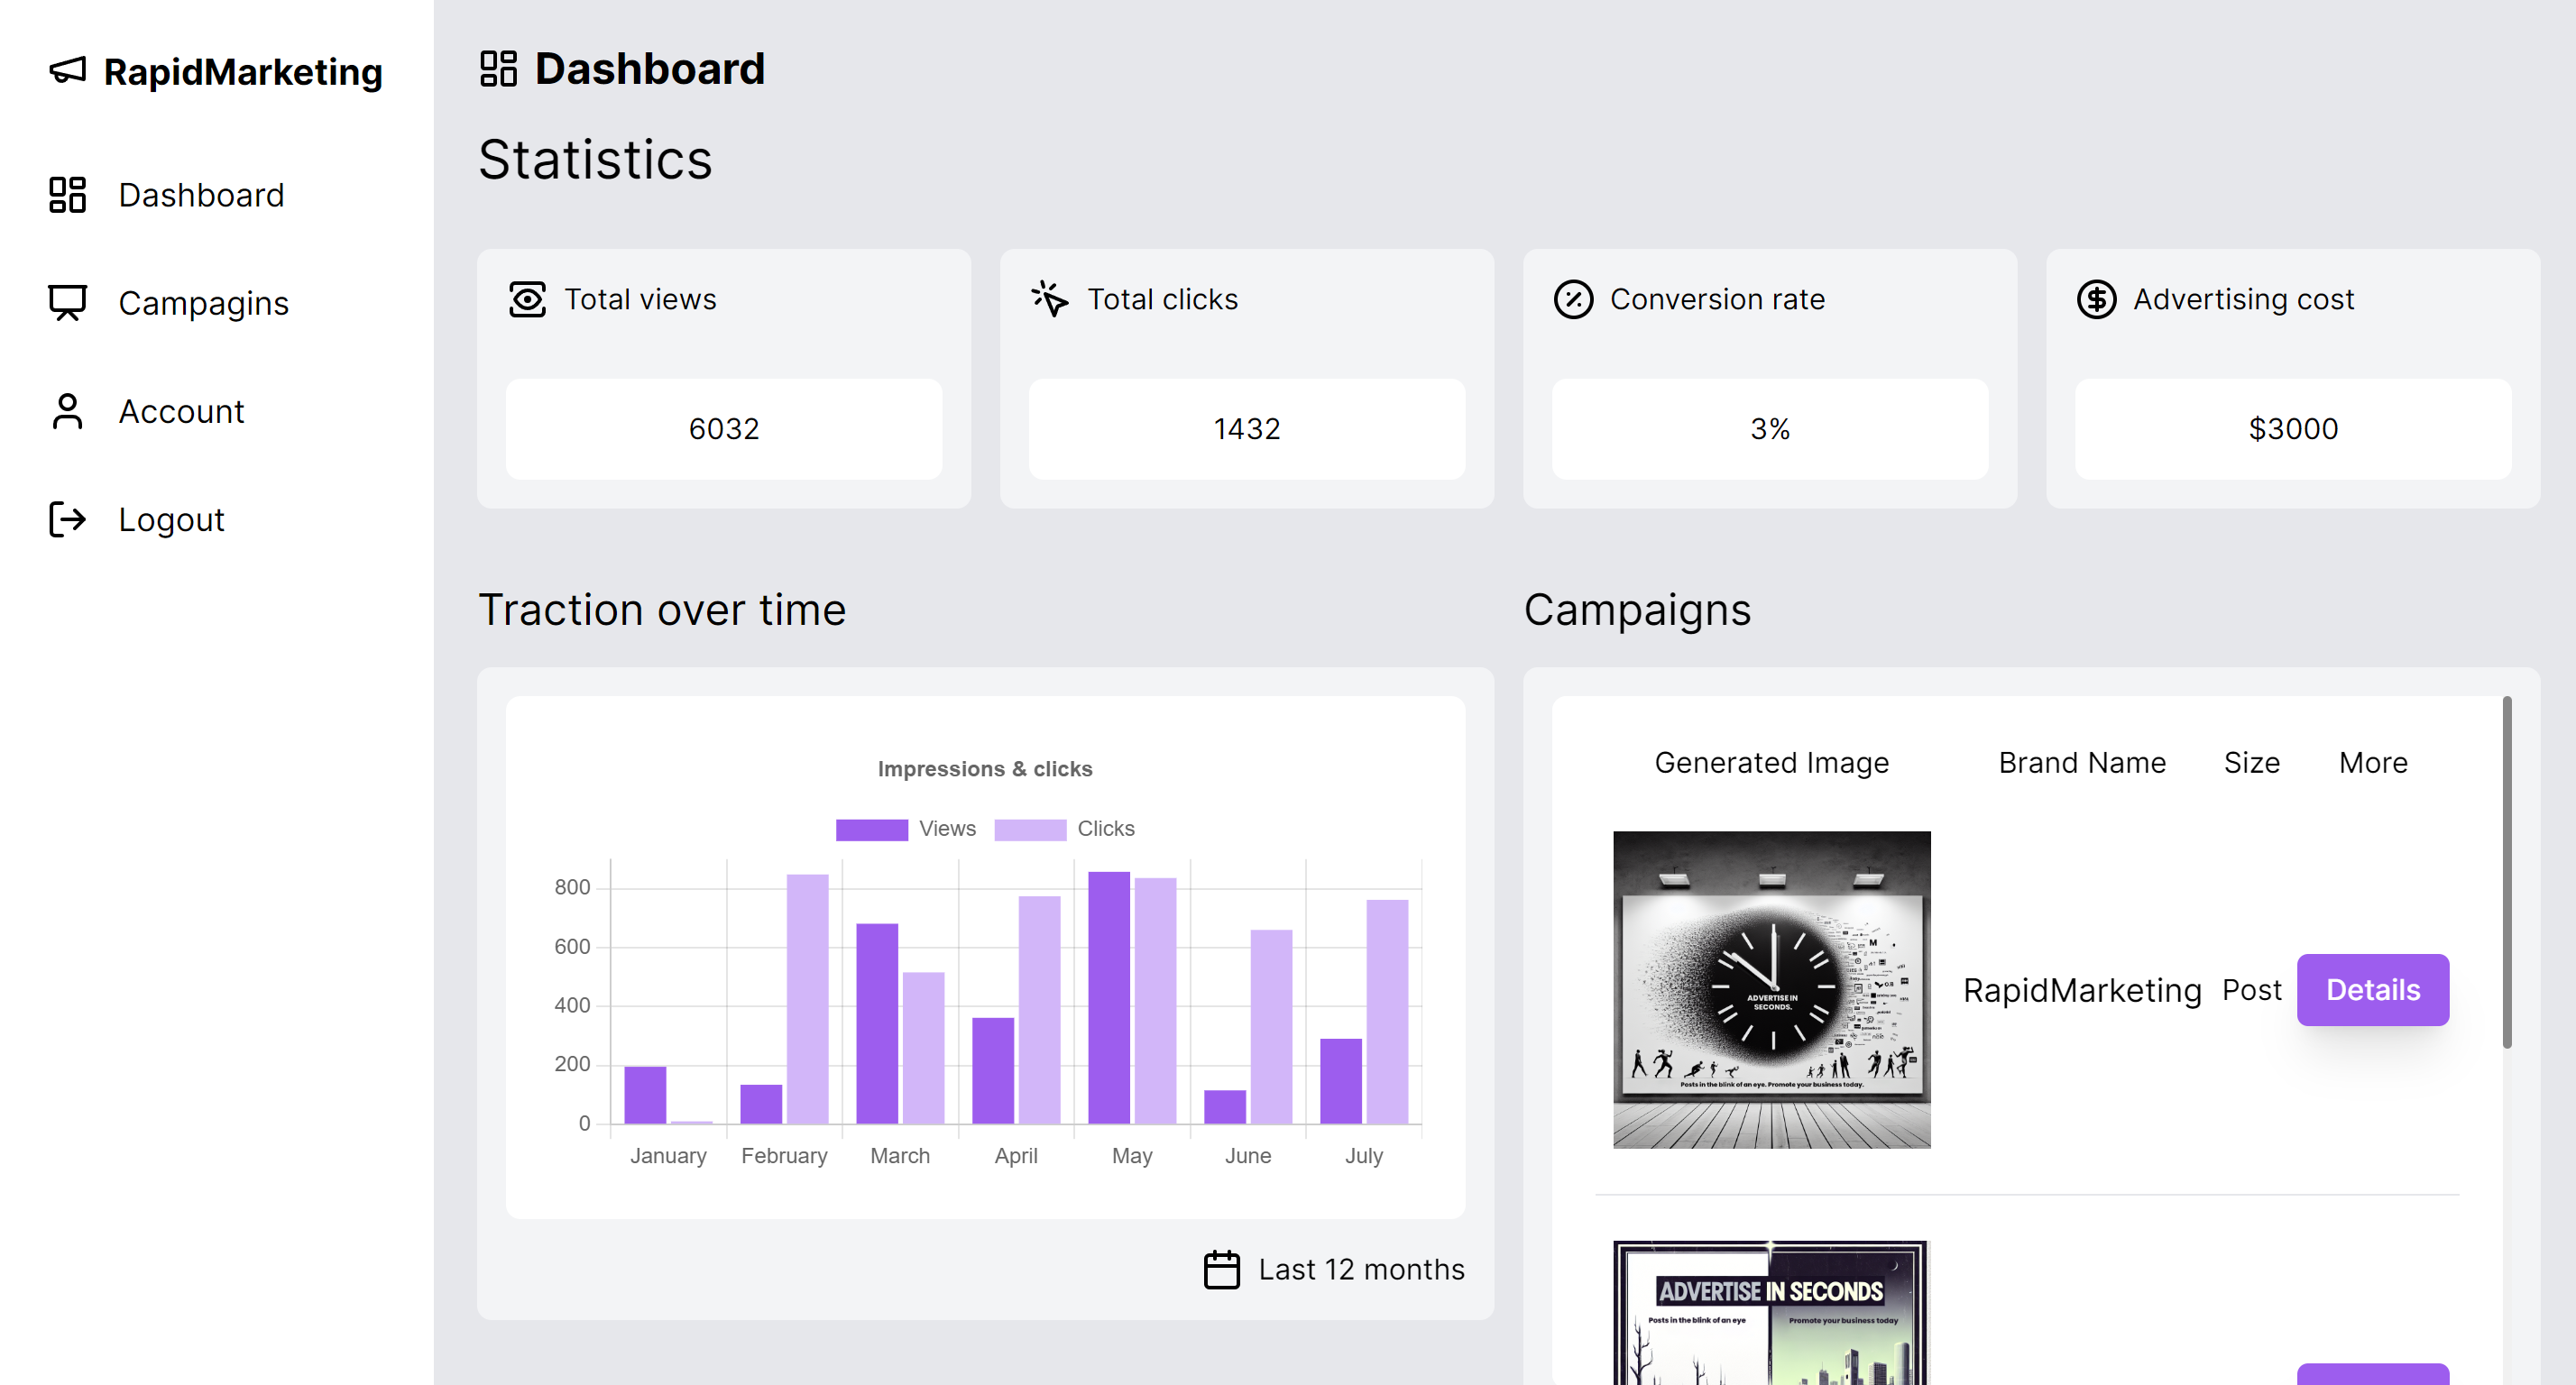 RapidMarketing
Dashboard
Campagins
Account
Logout
Dashboard
Statistics
Total views
6032
Total clicks
1432
Conversion rate
3%
Advertising cost
$3000
Traction over time
Impressions & clicks
Views Clicks
800
600
400
200
0
January February March April May June July
Last 12 months
Campaigns
Generated Image Brand Name Size More
ADVERTISE IN
SECONDS.
Posts in the blink of an eye. Promote your business today.
RapidMarketing Post Details
ADVERTISE IN SECONDS
Posts in the blink of an eye Promote your business today